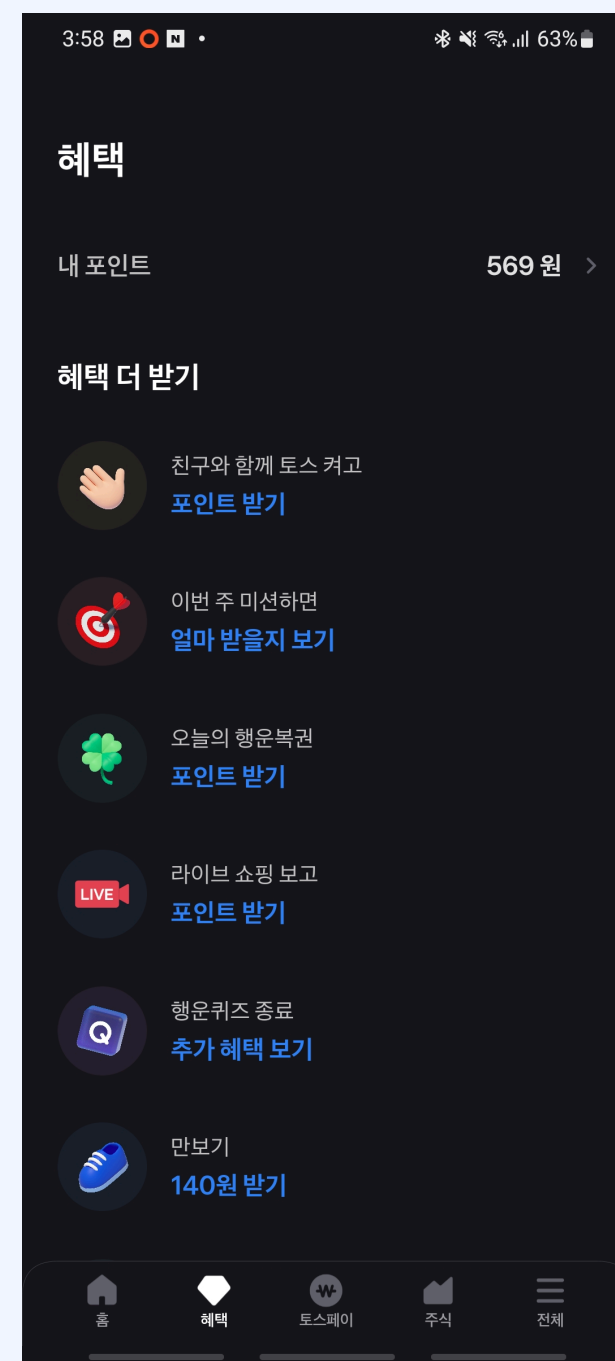 3:58 N • 63%
혜택
내 포인트 569 원
혜택 더 받기
친구와 함께 토스 켜고
포인트 받기
이번 주 미션하면
얼마 받을지 보기
오늘의 행운복권
포인트 받기
LIVE
라이브 쇼핑 보고
포인트 받기
Q
행운퀴즈 종료
추가 혜택 보기
만보기
140원 받기
홈 혜택 토스페이 주식 전체